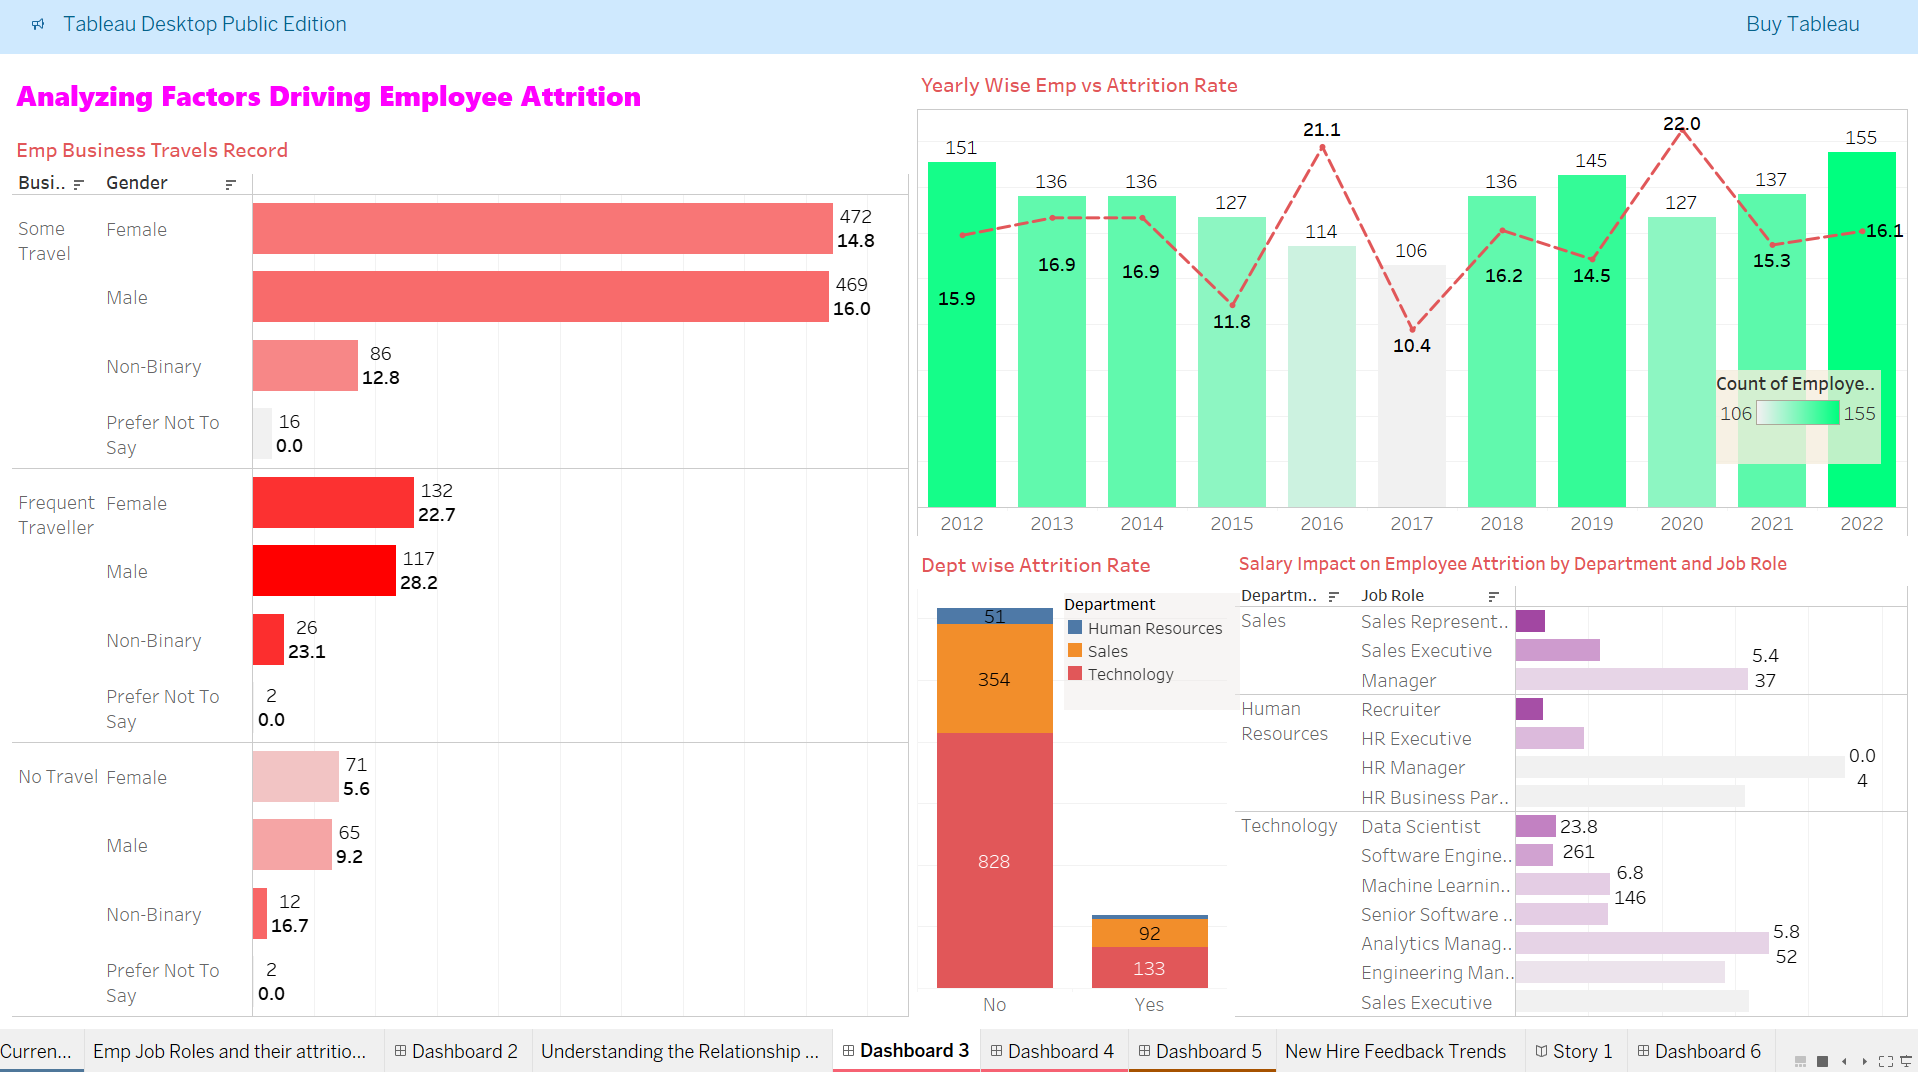 Tableau Desktop Public Edition
Buy Tableau
Analyzing Factors Driving Employee Attrition
Emp Business Travels Record
Busi.. Gender
Some Travel
Female
472
14.8
Male
469
16.0
Non-Binary
86
12.8
Prefer Not To Say
16
0.0
Frequent Traveller
Female
132
22.7
Male
117
28.2
Non-Binary
26
23.1
Prefer Not To Say
2
0.0
No Travel
Female
71
5.6
Male
65
9.2
Non-Binary
12
16.7
Prefer Not To Say
2
0.0
Yearly Wise Emp vs Attrition Rate
151 136 136 127 114 106 136 145 127 137 155
15.9 16.9 16.9 11.8 21.1 10.4 16.2 14.5 22.0 15.3 16.1
Count of Employe..
106 155
2012 2013 2014 2015 2016 2017 2018 2019 2020 2021 2022
Dept wise Attrition Rate
51
354
828
92
133
No Yes
Department
Human Resources
Sales
Technology
Salary Impact on Employee Attrition by Department and Job Role
Departm.. Job Role
Sales
Sales Represent..
Sales Executive
Manager
5.4
37
Human Resources
Recruiter
HR Executive
HR Manager
0.0
4
HR Business Par..
Technology
Data Scientist
23.8
261
Software Engine..
Machine Learnin..
6.8
146
Senior Software ..
Analytics Manag..
5.8
52
Engineering Man..
Sales Executive
Curren... Emp Job Roles and their attritio... Dashboard 2 Understanding the Relationship ... Dashboard 3 Dashboard 4 Dashboard 5 New Hire Feedback Trends Story 1 Dashboard 6